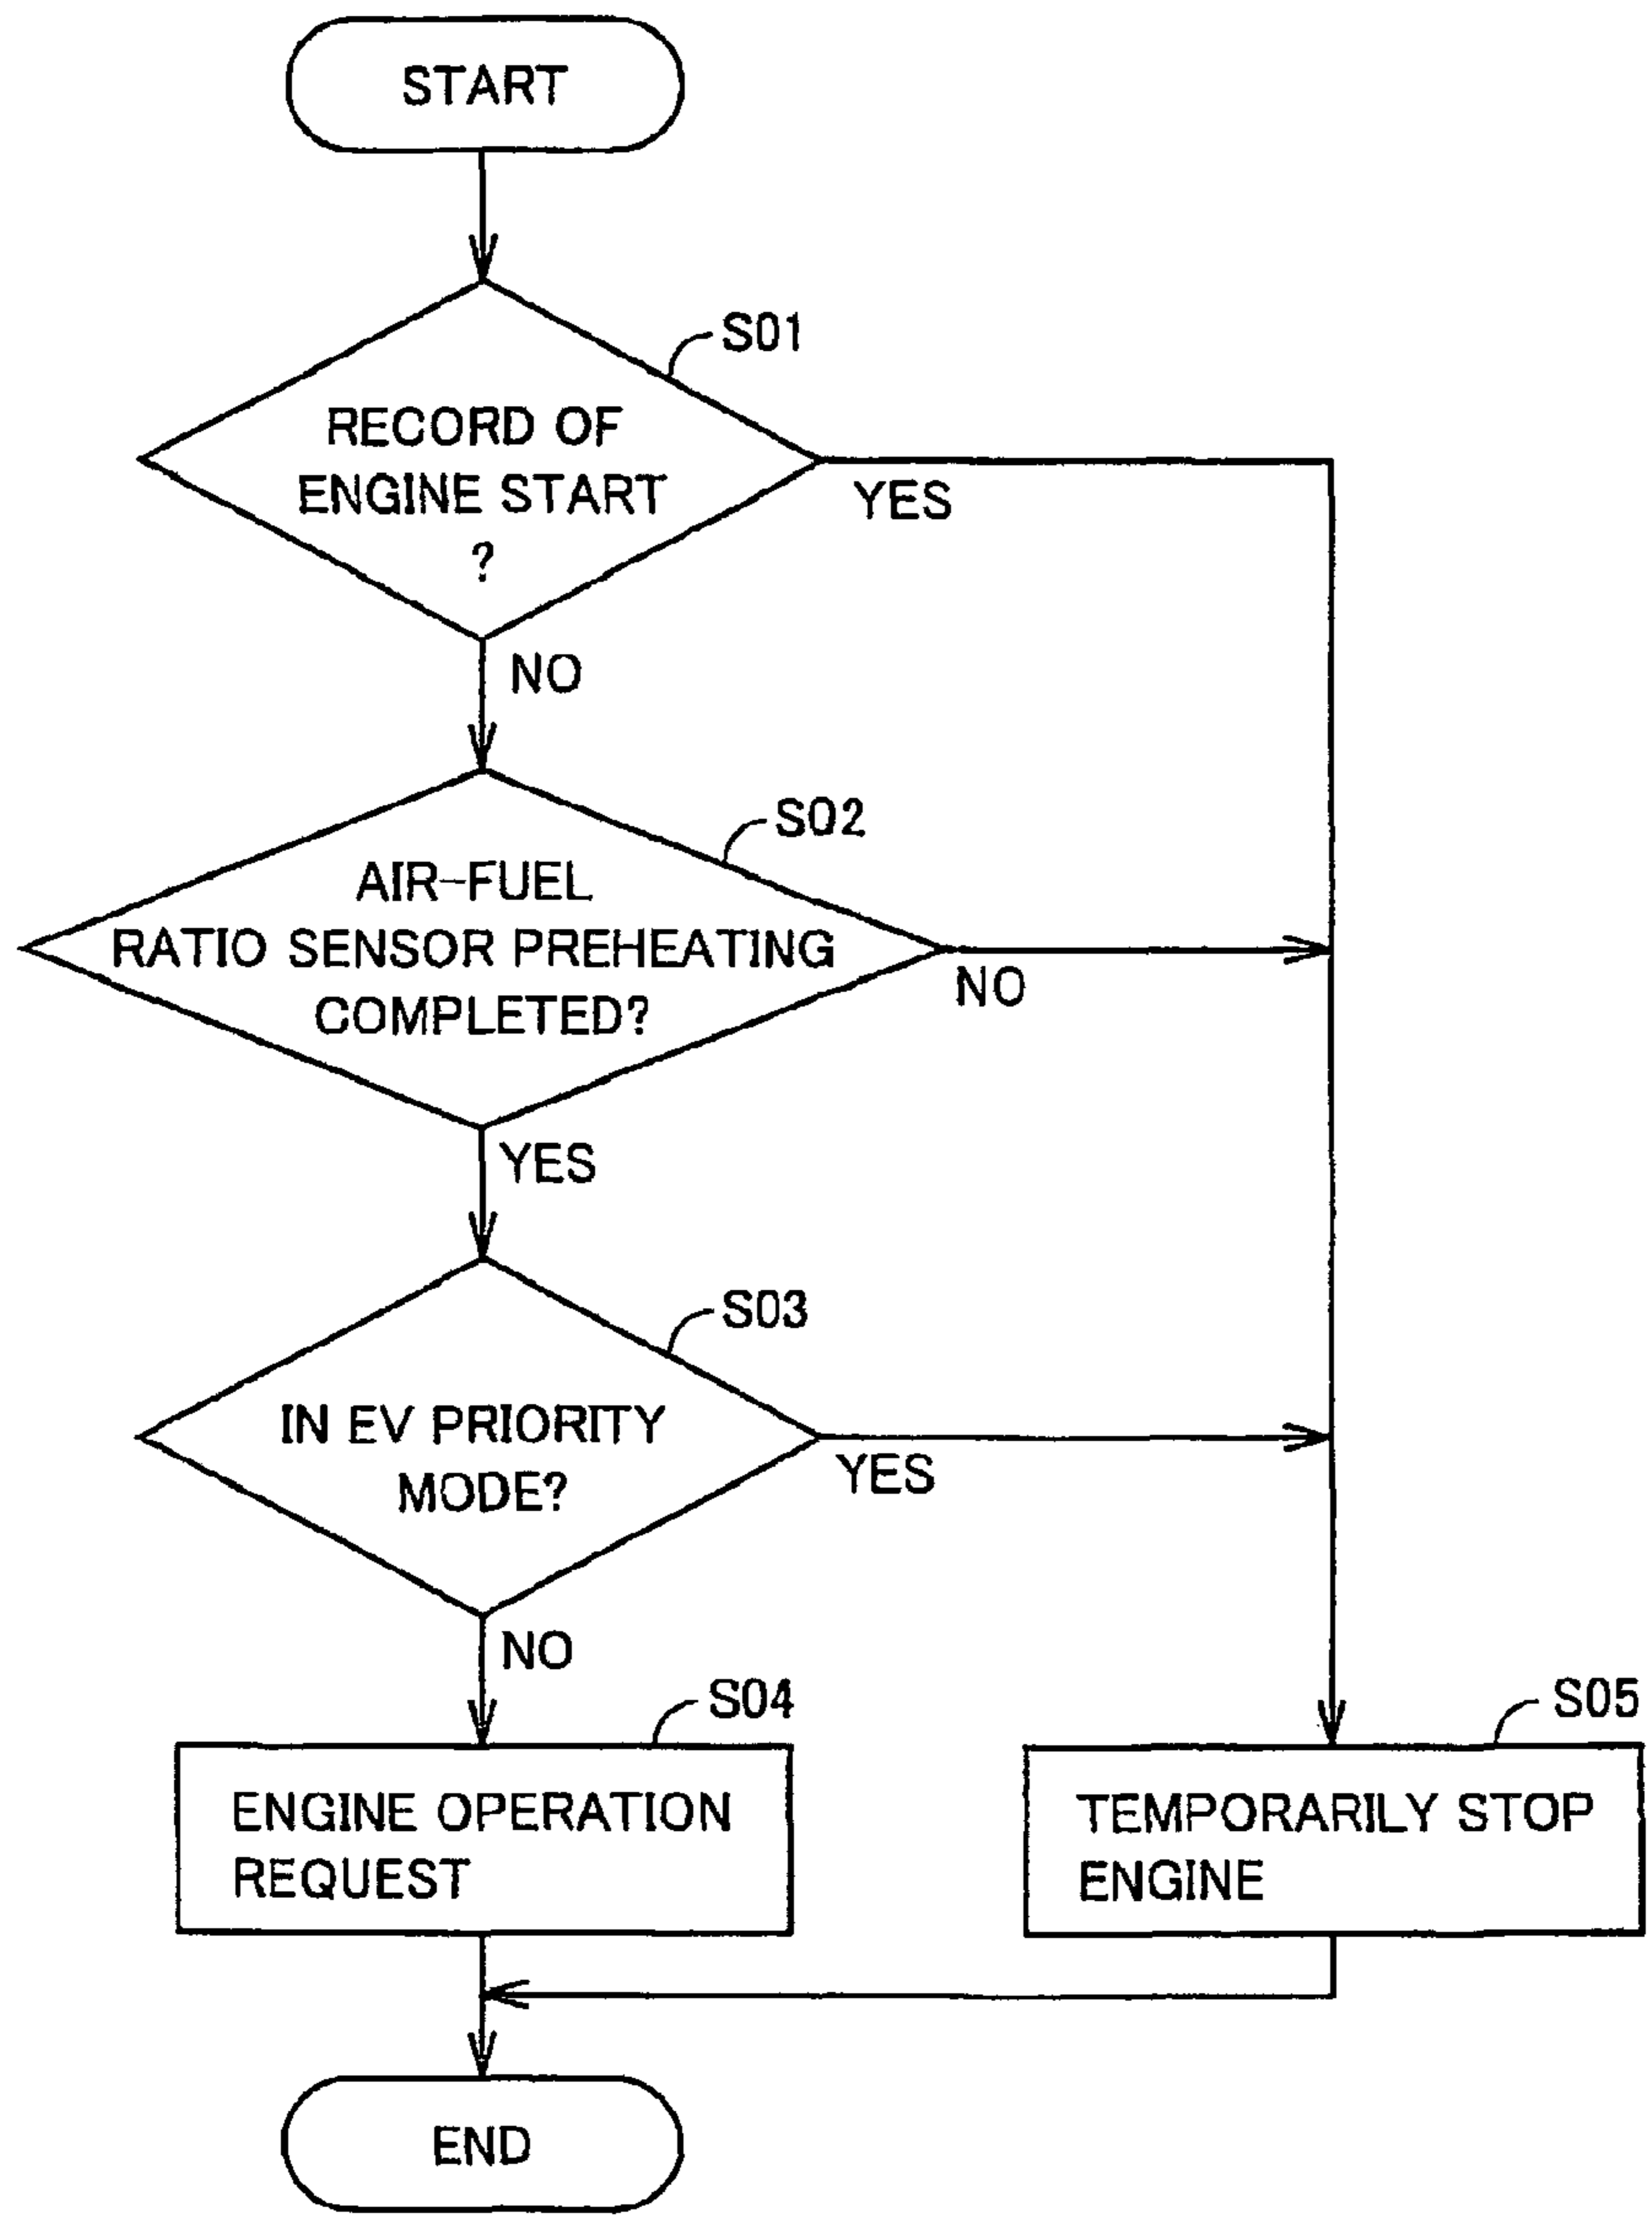 START
S01
RECORD OF
ENGINE START
?
YES
NO
S02
AIR-FUEL
RATIO SENSOR PREHEATING
COMPLETED?
NO
YES
S03
IN EV PRIORITY
MODE?
YES
NO
S04
ENGINE OPERATION
REQUEST
S05
TEMPORARILY STOP
ENGINE
END